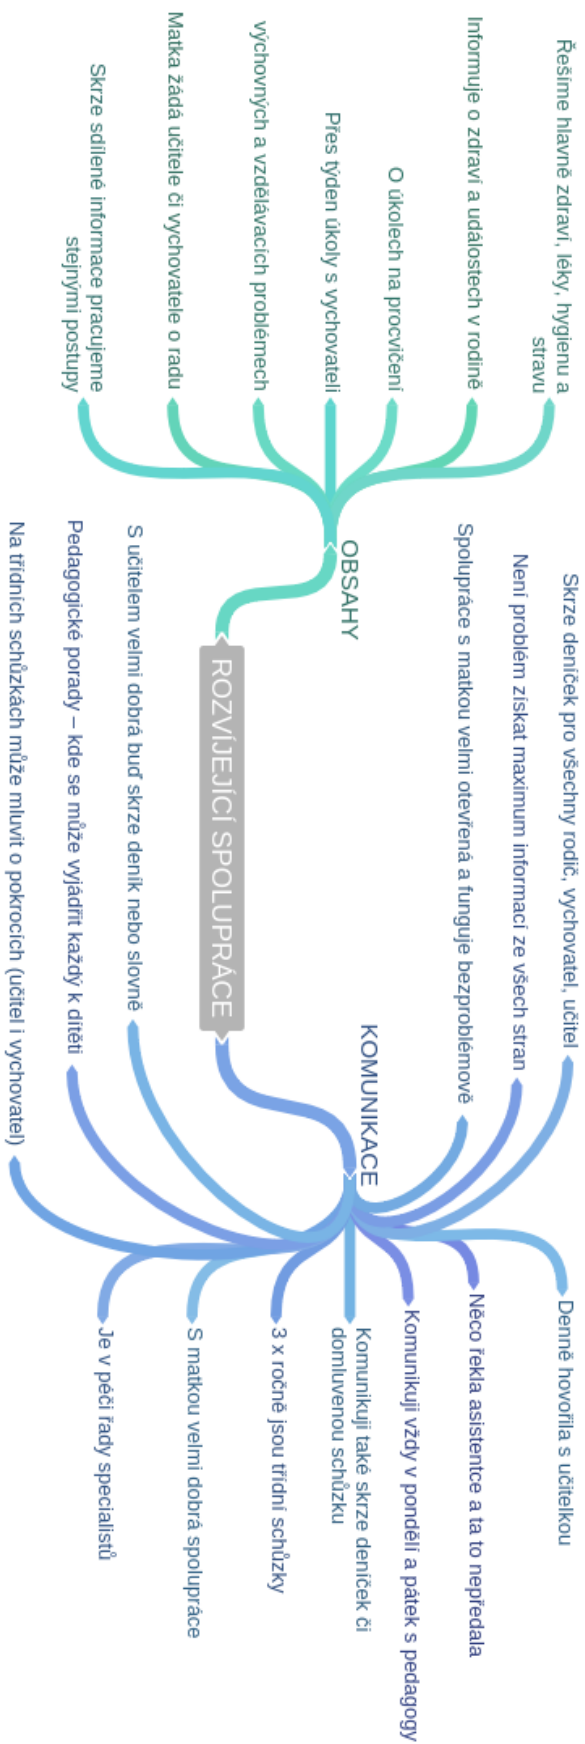 Řešíme hlavně zdraví, léky, hygienu a
stravu
Informuje o zdraví a událostech v rodině
O úkolech na procvičení
Přes týden úkoly s vychovateli
výchovných a vzdělávacích problémech
Matka žádá učitele či vychovatele o radu
Skrze sdílené informace pracujeme
stejnými postupy
OBSAHY
ROZVÍJEJÍCÍ SPOLUPRÁCE
KOMUNIKACE
Skrze deníček pro všechny rodič, vychovatel, učitel
Není problém získat maximum informací ze všech stran
Spolupráce s matkou velmi otevřená a funguje bezproblémově
S učitelem velmi dobrá buď skrze deník nebo slovně
Pedagogické porady – kde se může vyjádřit každý k dítěti
Na třídních schůzkách může mluvit o pokrocích (učitel i vychovatel)
Denně hovořila s učitelkou
Něco řekla asistentce a ta to nepředala
Komunikuji vždy v pondělí a pátek s pedagogy
Komunikuji také skrze deníček či
domluvenou schůzku
3 x ročně jsou třídní schůzky
S matkou velmi dobrá spolupráce
Je v péči řady specialistů